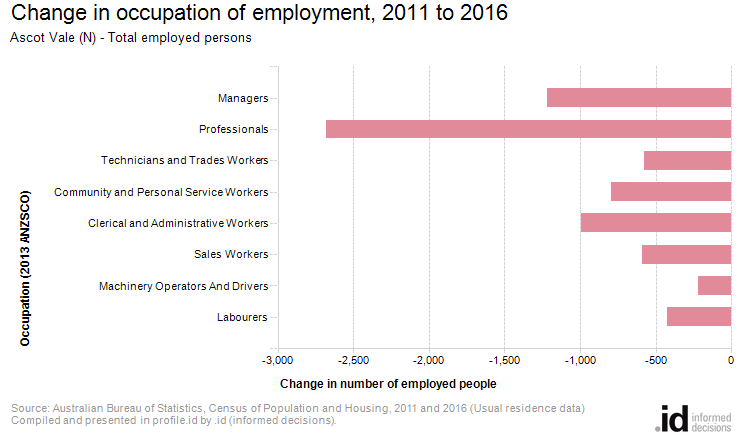 Change in occupation of employment, 2011 to 2016
Ascot Vale (N) - Total employed persons
Occupation (2013 ANZSCO)
Managers
Professionals
Technicians and Trades Workers
Community and Personal Service Workers
Clerical and Administrative Workers
Sales Workers
Machinery Operators And Drivers
Labourers
-3,000 -2,500 -2,000 -1,500 -1,000 -500 0
Change in number of employed people
Source: Australian Bureau of Statistics, Census of Population and Housing, 2011 and 2016 (Usual residence data)
Compiled and presented in profile.id by .id (informed decisions).
.id informed
decisions